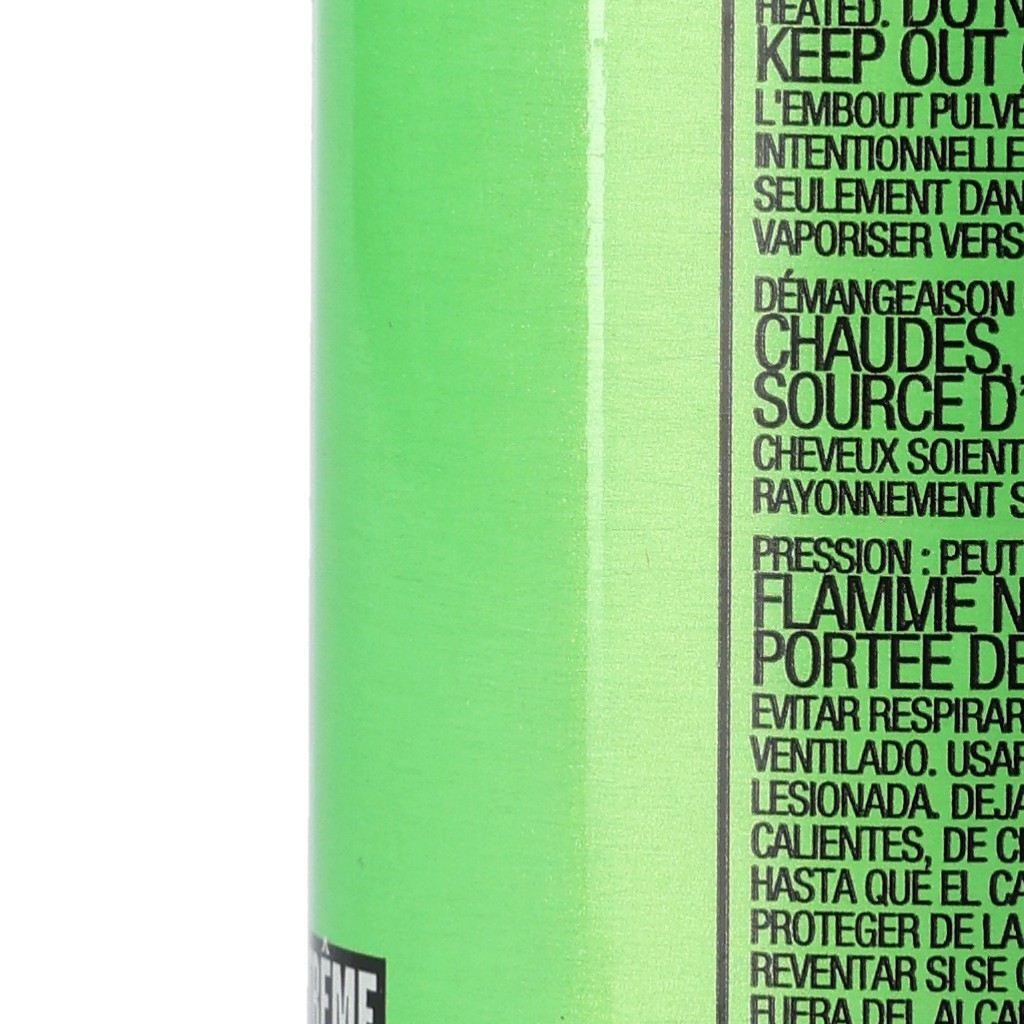 HEATED. DO N
KEEP OUT
L'EMBOUT PULVÉ
INTENTIONNELLE
SEULEMENT DAN
VAPORISER VERS
DÉMANGEAISON
CHAUDES,
SOURCE D'
CHEVEUX SOIENT
RAYONNEMENT S
PRESSION : PEUT
FLAMME N
PORTEE DE
EVITAR RESPIRAR
VENTILADO. USAR
LESIONADA. DEJA
CALIENTES, DE C
HASTA QUE EL CA
PROTEGER DE LA
REVENTAR SI SE
FUERA DEL ALCA
RÊME